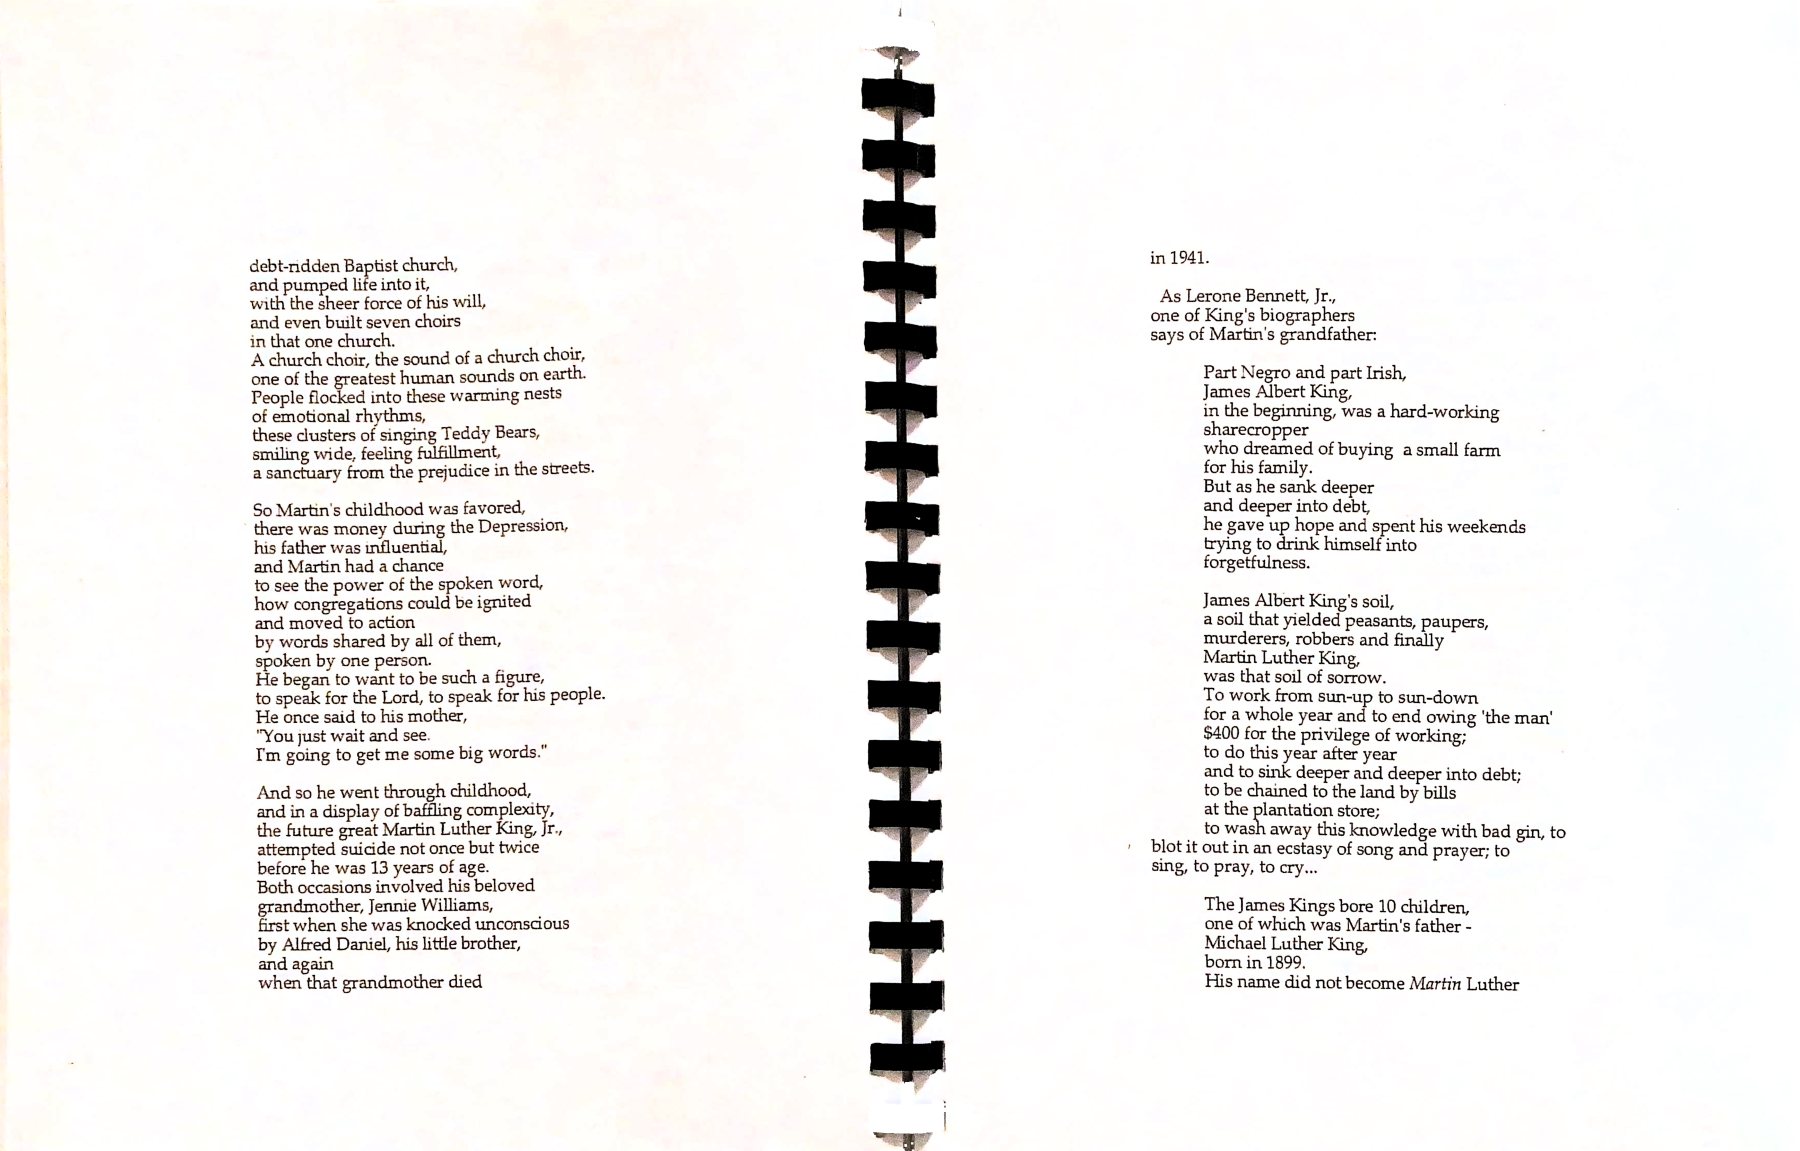 debt-ridden Baptist church,
and pumped life into it,
with the sheer force of his will,
and even built seven choirs
in that one church.
A church choir, the sound of a church choir,
one of the greatest human sounds on earth.
People flocked into these warming nests
of emotional rhythms,
these clusters of singing Teddy Bears,
smiling wide, feeling fulfillment,
a sanctuary from the prejudice in the streets.

So Martin's childhood was favored,
there was money during the Depression,
his father was influential,
and Martin had a chance
to see the power of the spoken word,
how congregations could be ignited
and moved to action
by words shared by all of them,
spoken by one person.
He began to want to be such a figure,
to speak for the Lord, to speak for his people.
He once said to his mother,
"You just wait and see.
I'm going to get me some big words."

And so he went through childhood,
and in a display of baffling complexity,
the future great Martin Luther King, Jr.,
attempted suicide not once but twice
before he was 13 years of age.
Both occasions involved his beloved
grandmother, Jennie Williams,
first when she was knocked unconscious
by Alfred Daniel, his little brother,
and again
when that grandmother died

in 1941.

As Lerone Bennett, Jr.,
one of King's biographers
says of Martin's grandfather:

Part Negro and part Irish,
James Albert King,
in the beginning, was a hard-working
sharecropper
who dreamed of buying a small farm
for his family.
But as he sank deeper
and deeper into debt,
he gave up hope and spent his weekends
trying to drink himself into
forgetfulness.

James Albert King's soil,
a soil that yielded peasants, paupers,
murderers, robbers and finally
Martin Luther King,
was that soil of sorrow.
To work from sun-up to sun-down
for a whole year and to end owing 'the man'
$400 for the privilege of working;
to do this year after year
and to sink deeper and deeper into debt;
to be chained to the land by bills
at the plantation store;
to wash away this knowledge with bad gin, to
blot it out in an ecstasy of song and prayer; to
sing, to pray, to cry...

The James Kings bore 10 children,
one of which was Martin's father -
Michael Luther King,
born in 1899.
His name did not become Martin Luther